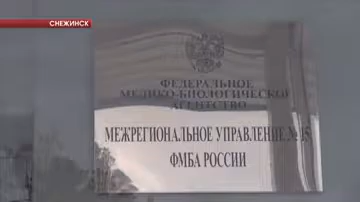 СНЕЖИНСК
ФЕДЕРАЛЬНОЕ
МЕДИКО-БИОЛОГИЧЕСКОЕ
АГЕНТСТВО
МЕЖРЕГИОНАЛЬНОЕ УПРАВЛЕНИЕ № 15
ФМБА РОССИИ